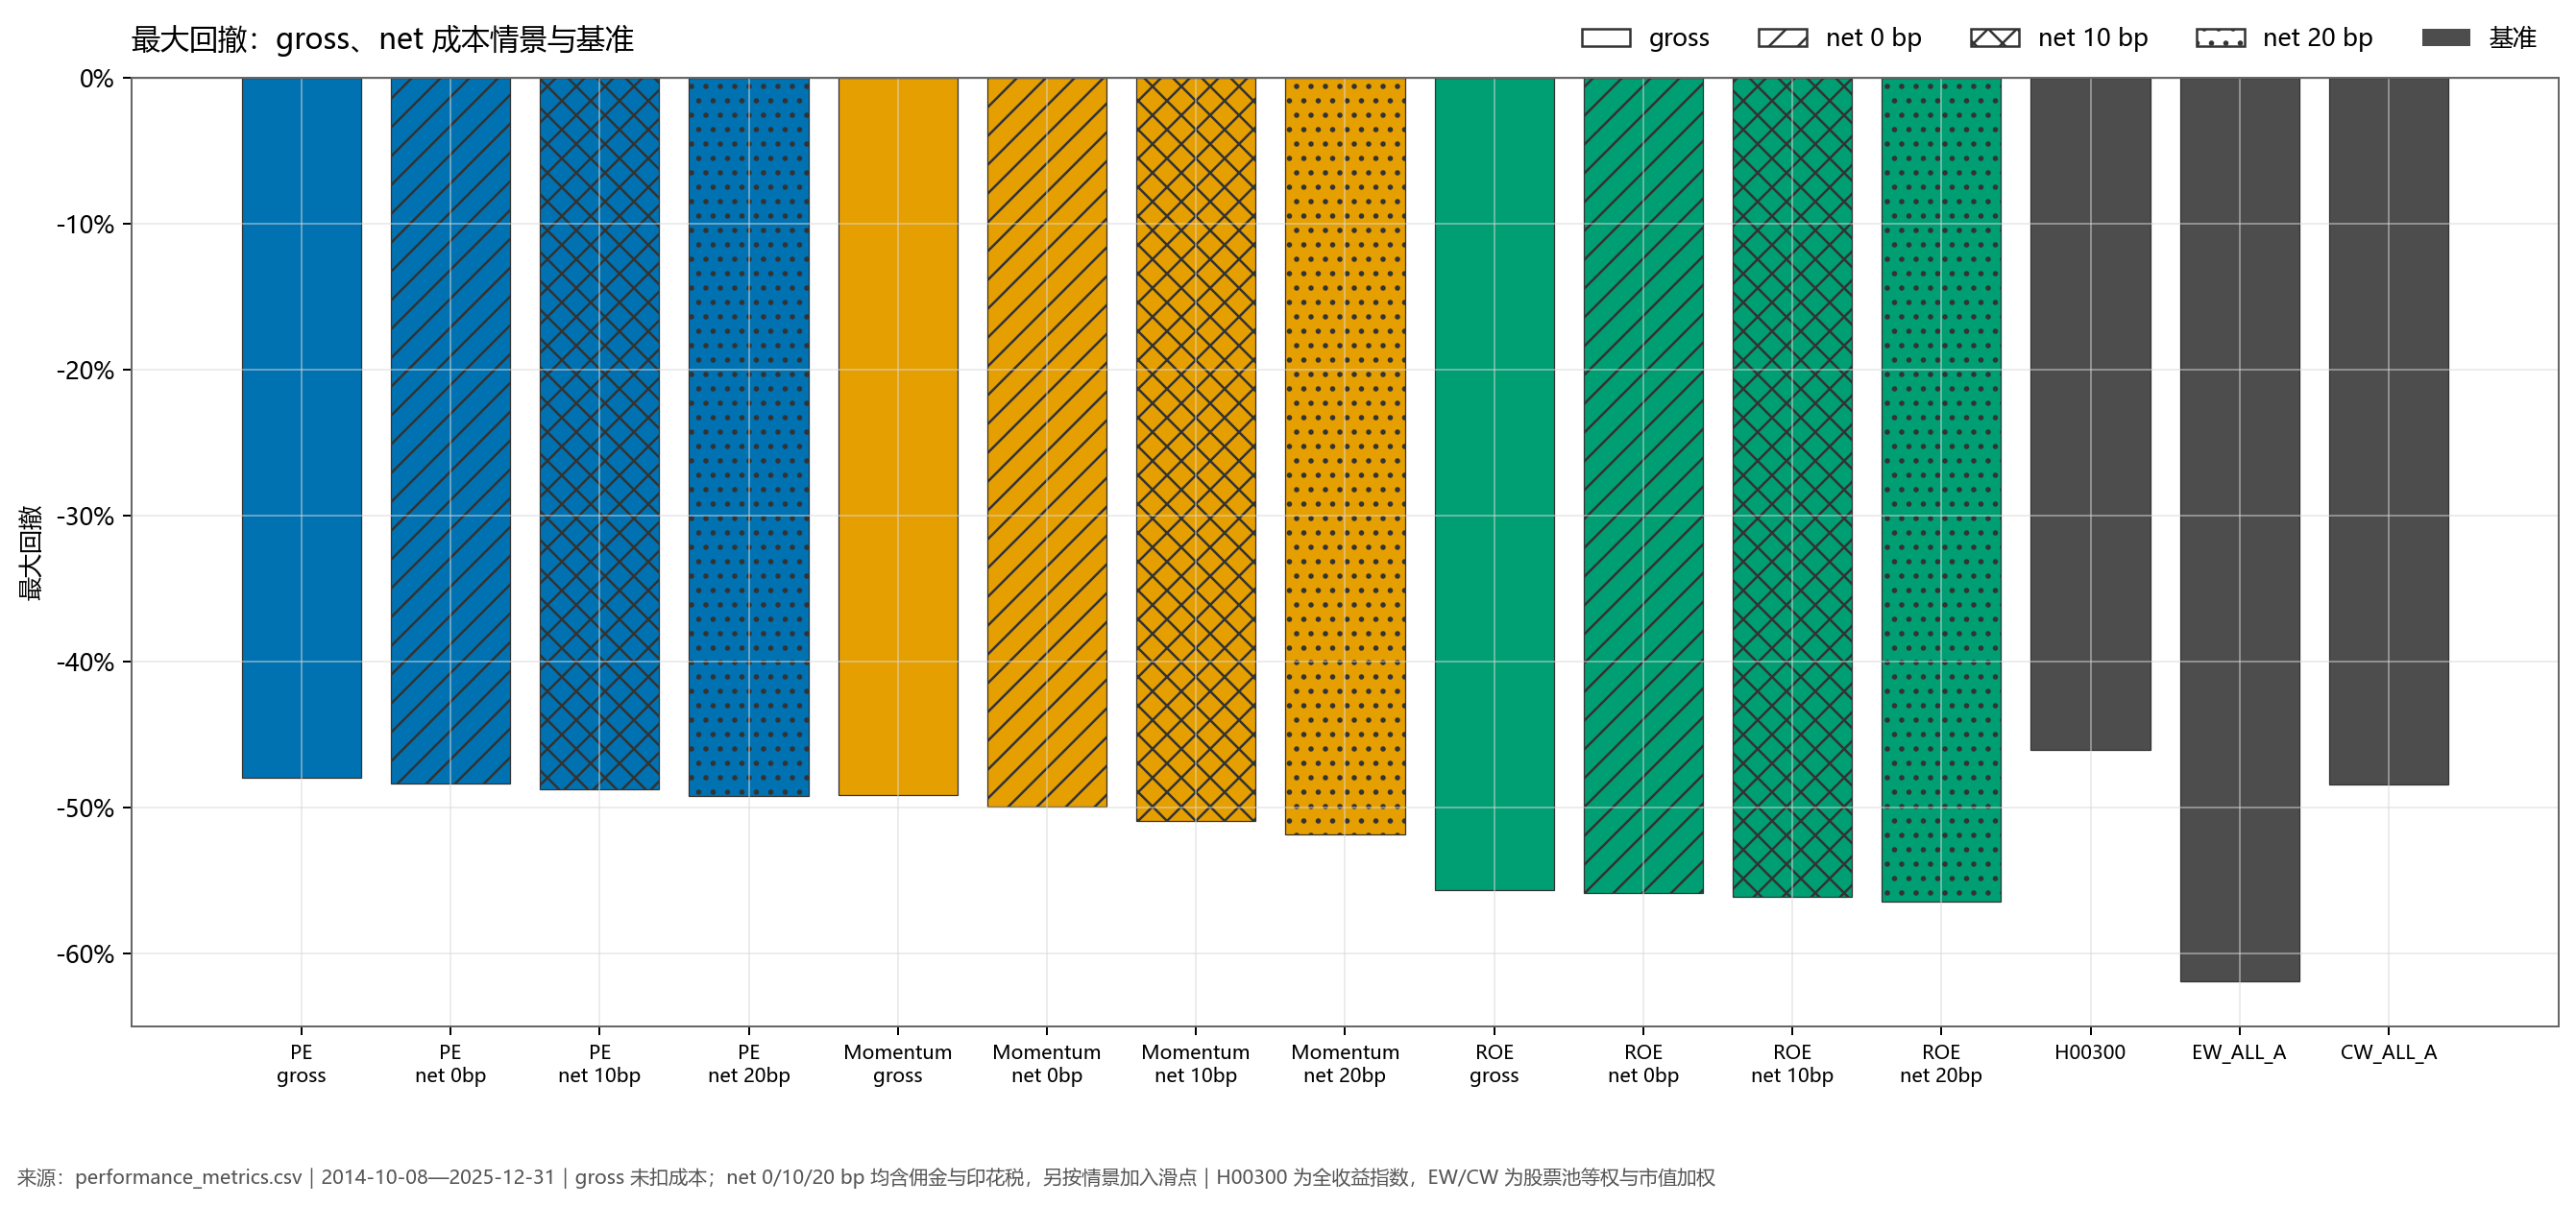 最大回撤：gross、net 成本情景与基准
gross
net 0 bp
net 10 bp
net 20 bp
基准
0%
-10%
-20%
-30%
-40%
-50%
-60%
最大回撤
PE
gross
PE
net 0bp
PE
net 10bp
PE
net 20bp
Momentum
gross
Momentum
net 0bp
Momentum
net 10bp
Momentum
net 20bp
ROE
gross
ROE
net 0bp
ROE
net 10bp
ROE
net 20bp
H00300
EW_ALL_A
CW_ALL_A
来源：performance_metrics.csv | 2014-10-08—2025-12-31 | gross 未扣成本；net 0/10/20 bp 均含佣金与印花税，另按情景加入滑点 | H00300 为全收益指数，EW/CW 为股票池等权与市值加权